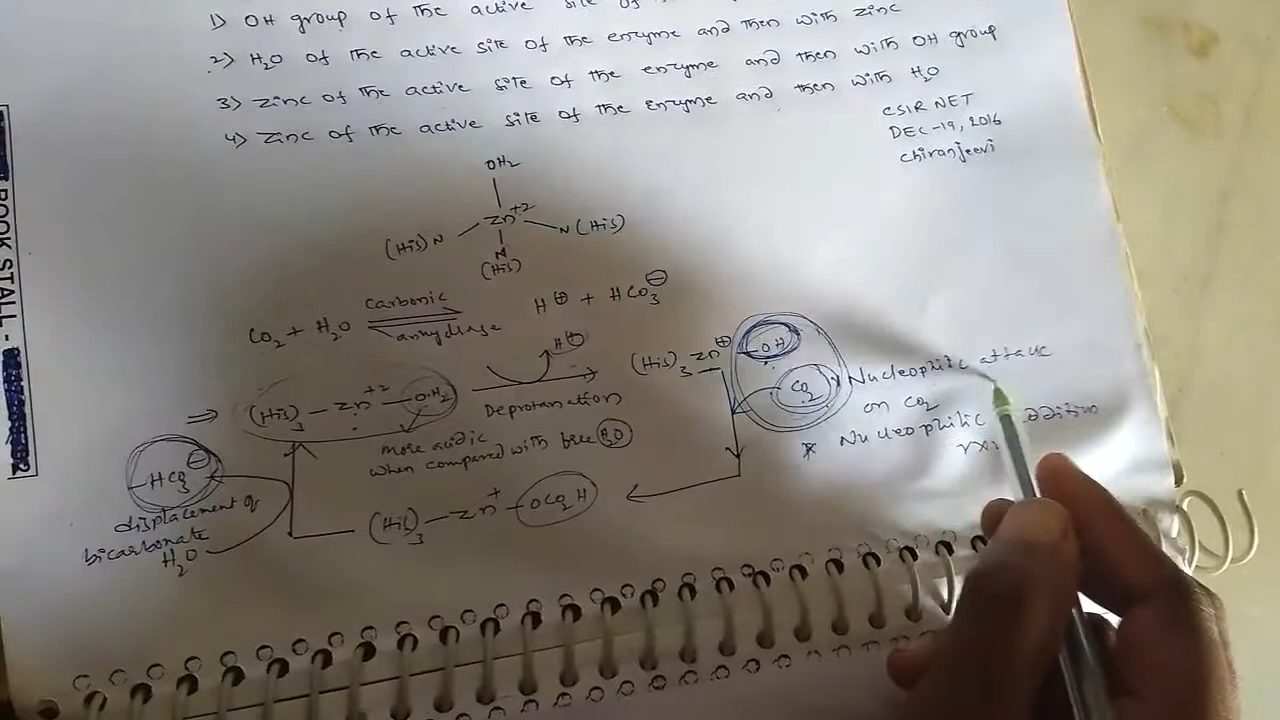 1) OH group of the active site of
2) H2O of the active site of the enzyme and then with zinc
3) zinc of the active site of the enzyme and then with OH group
4) zinc of the active site of the enzyme and then with H2O
CSIR NET
DEC-19, 2016
chiranjeevi
OH2
Zn+2
(His) N
N (His)
N
(His)
CO2 + H2O carbonic anhydrase H⊕ + HCO3⊖
⇒ (His)3 — Zn+2 — OH2
H⊕
Deprotanation
(His)3 Zn⊕ — OH
CO2
Nucleophilic attack
on CO2
* Nucleophilic addition
rxn
more acidic
when compared with free H2O
HCO3⊖
displacement of
bicarbonate
H2O
(His)3 — Zn+ — OCO2H
BOOK STALL -